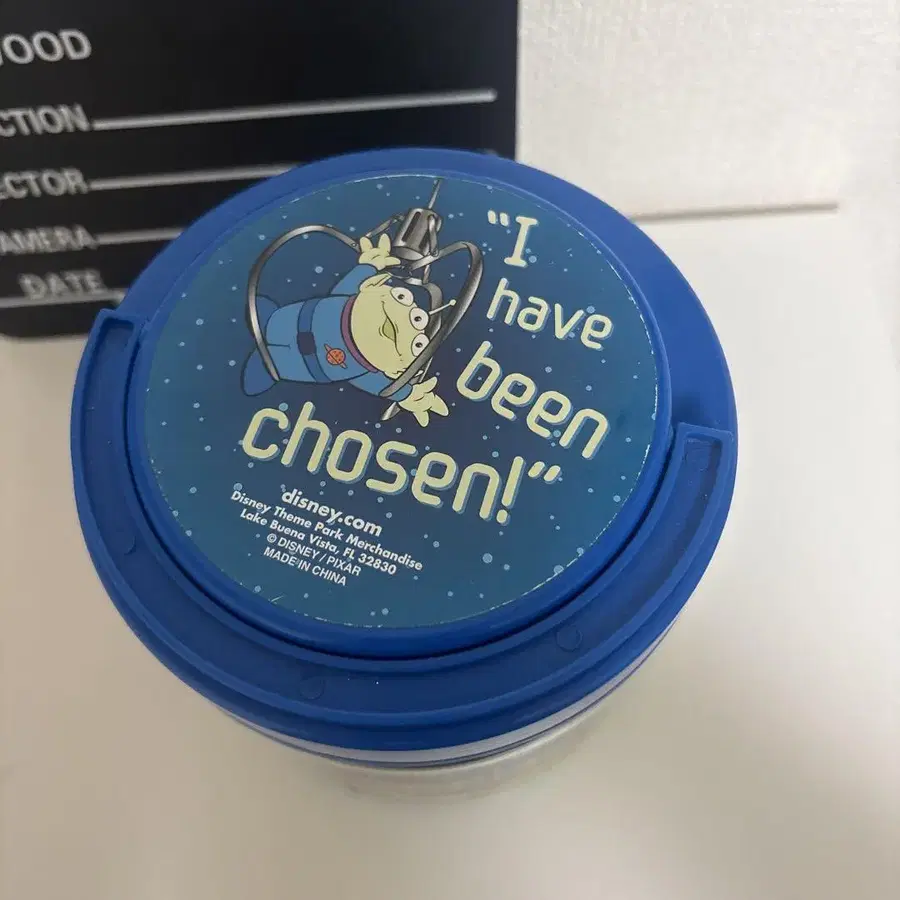 OOD
CTION
ECTOR
AMERA
DATE
"I
have
been
chosen!"
disney.com
Disney Theme Park Merchandise
Lake Buena Vista, FL 32830
© DISNEY / PIXAR
MADE IN CHINA